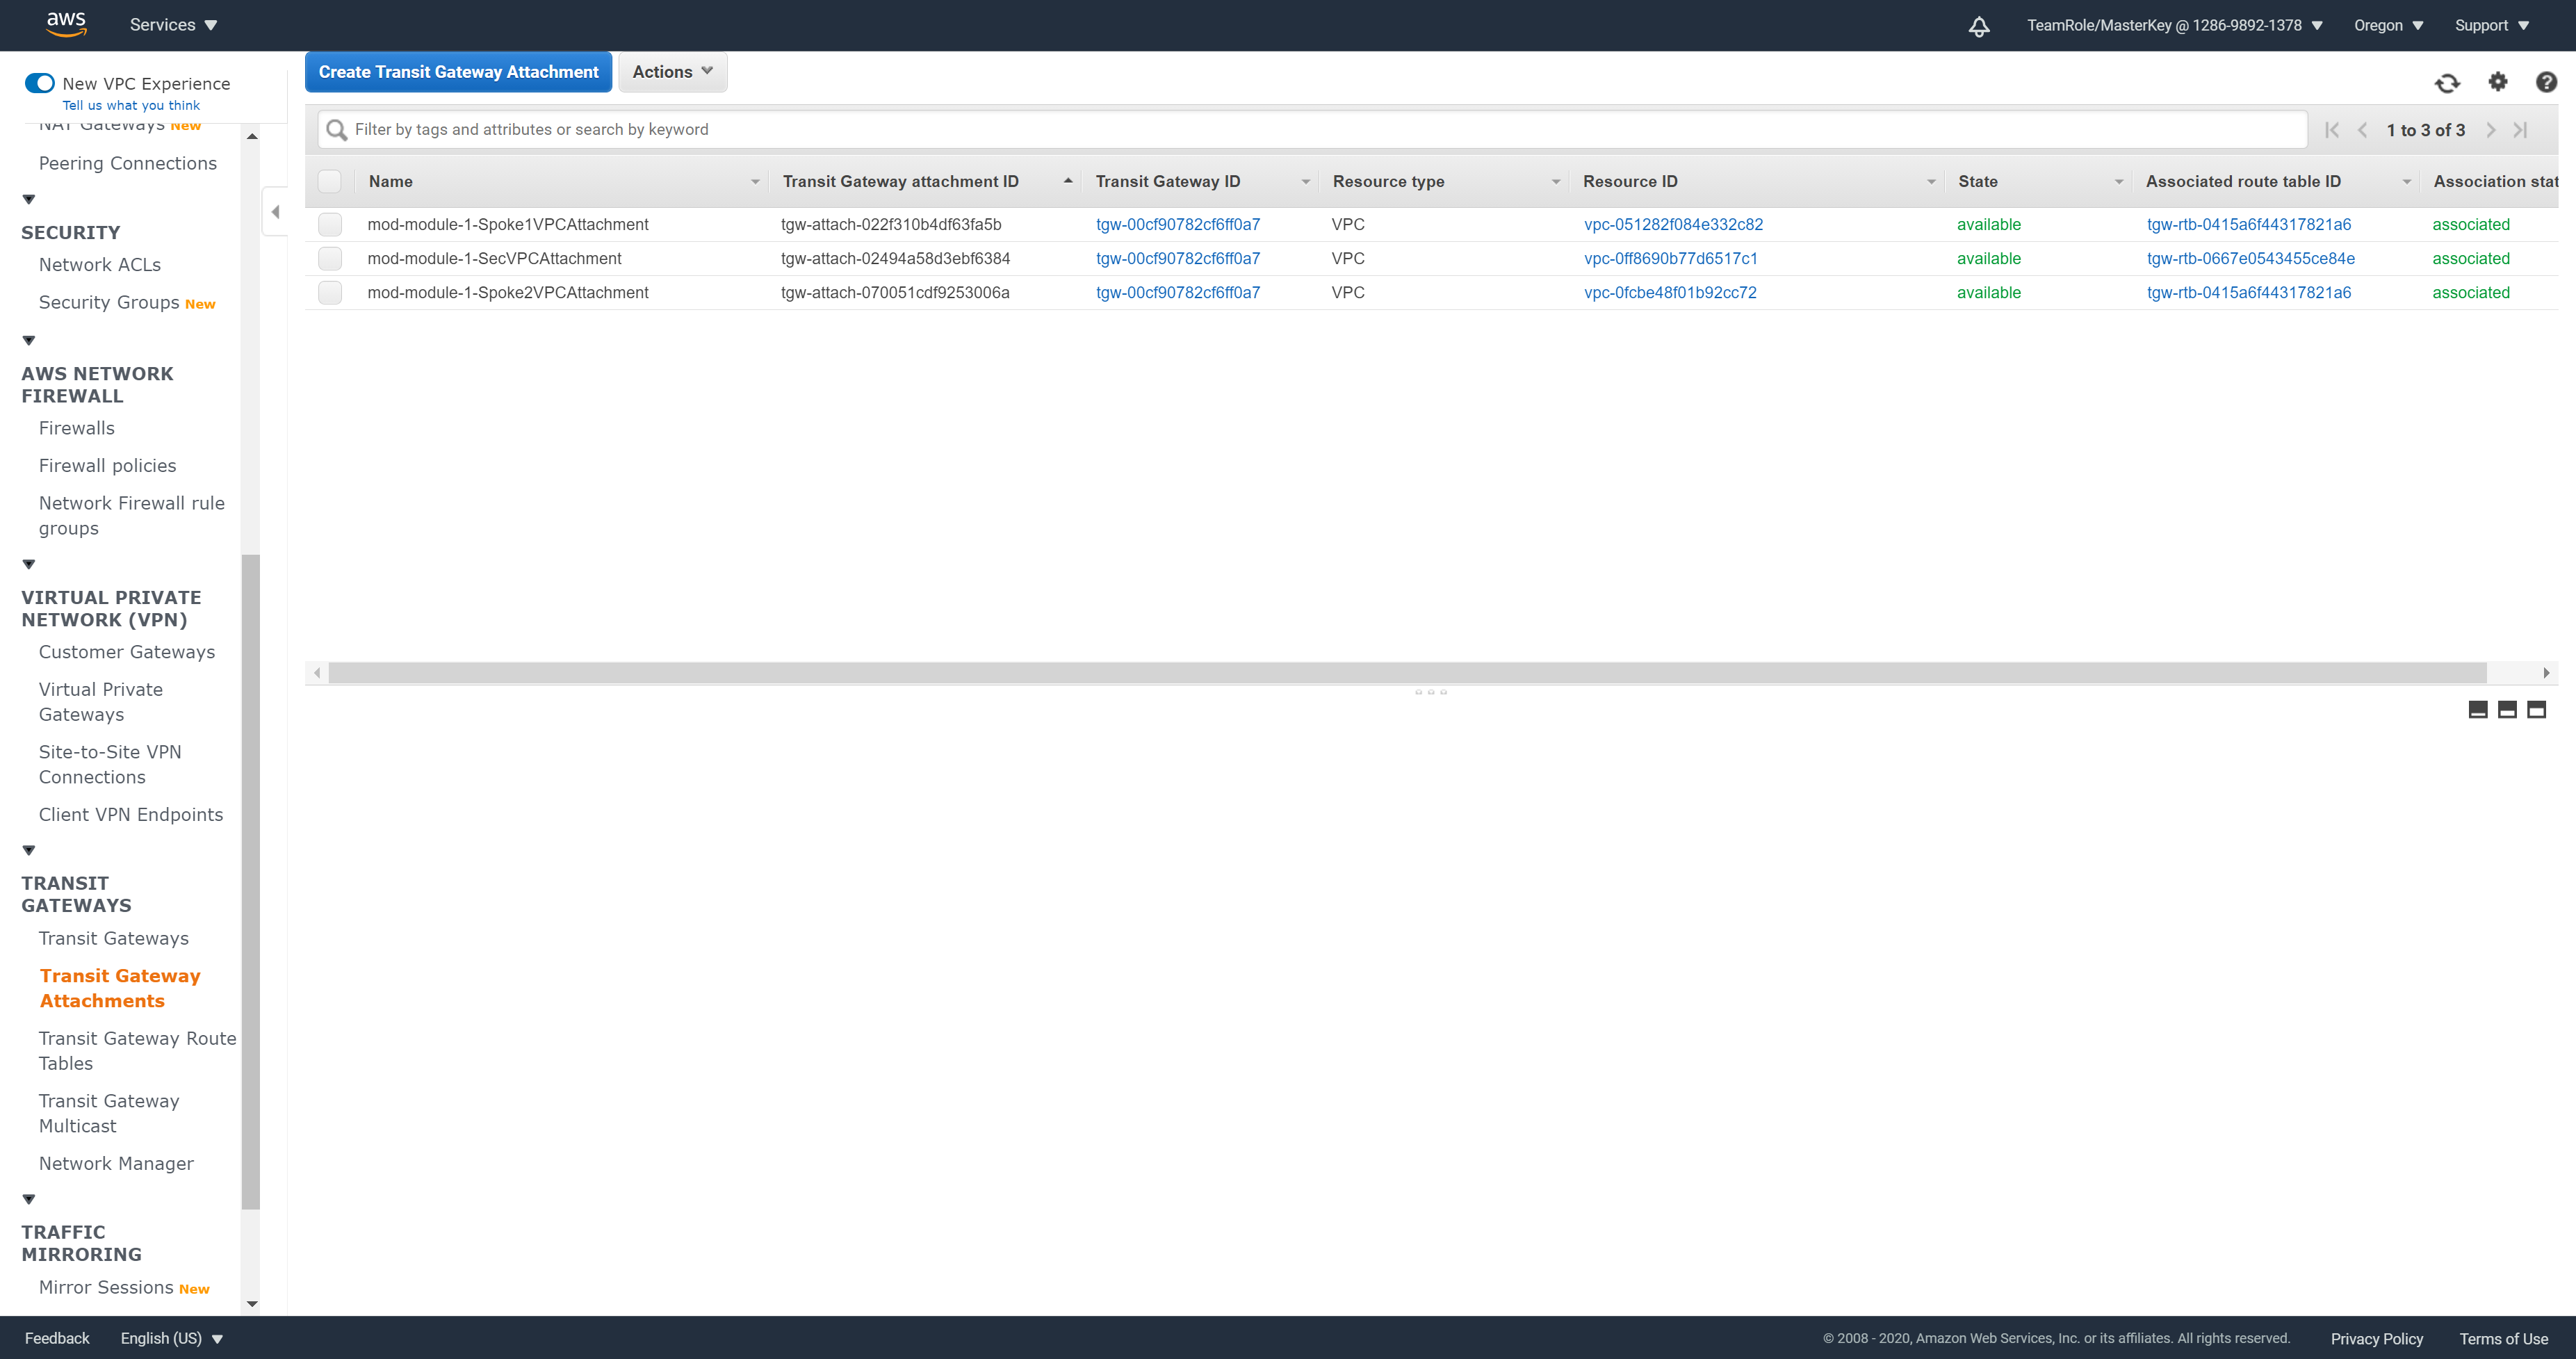 aws
Services
TeamRole/MasterKey @ 1286-9892-1378
Oregon
Support
New VPC Experience
Tell us what you think
NAT Gateways New
Peering Connections
SECURITY
Network ACLs
Security Groups New
AWS NETWORK
FIREWALL
Firewalls
Firewall policies
Network Firewall rule
groups
VIRTUAL PRIVATE
NETWORK (VPN)
Customer Gateways
Virtual Private
Gateways
Site-to-Site VPN
Connections
Client VPN Endpoints
TRANSIT
GATEWAYS
Transit Gateways
Transit Gateway
Attachments
Transit Gateway Route
Tables
Transit Gateway
Multicast
Network Manager
TRAFFIC
MIRRORING
Mirror Sessions New
Create Transit Gateway Attachment
Actions
Filter by tags and attributes or search by keyword
1 to 3 of 3
Name Transit Gateway attachment ID Transit Gateway ID Resource type Resource ID State Associated route table ID Association stat
mod-module-1-Spoke1VPCAttachment tgw-attach-022f310b4df63fa5b tgw-00cf90782cf6ff0a7 VPC vpc-051282f084e332c82 available tgw-rtb-0415a6f44317821a6 associated
mod-module-1-SecVPCAttachment tgw-attach-02494a58d3ebf6384 tgw-00cf90782cf6ff0a7 VPC vpc-0ff8690b77d6517c1 available tgw-rtb-0667e0543455ce84e associated
mod-module-1-Spoke2VPCAttachment tgw-attach-070051cdf9253006a tgw-00cf90782cf6ff0a7 VPC vpc-0fcbe48f01b92cc72 available tgw-rtb-0415a6f44317821a6 associated
Feedback
English (US)
© 2008 - 2020, Amazon Web Services, Inc. or its affiliates. All rights reserved.
Privacy Policy
Terms of Use